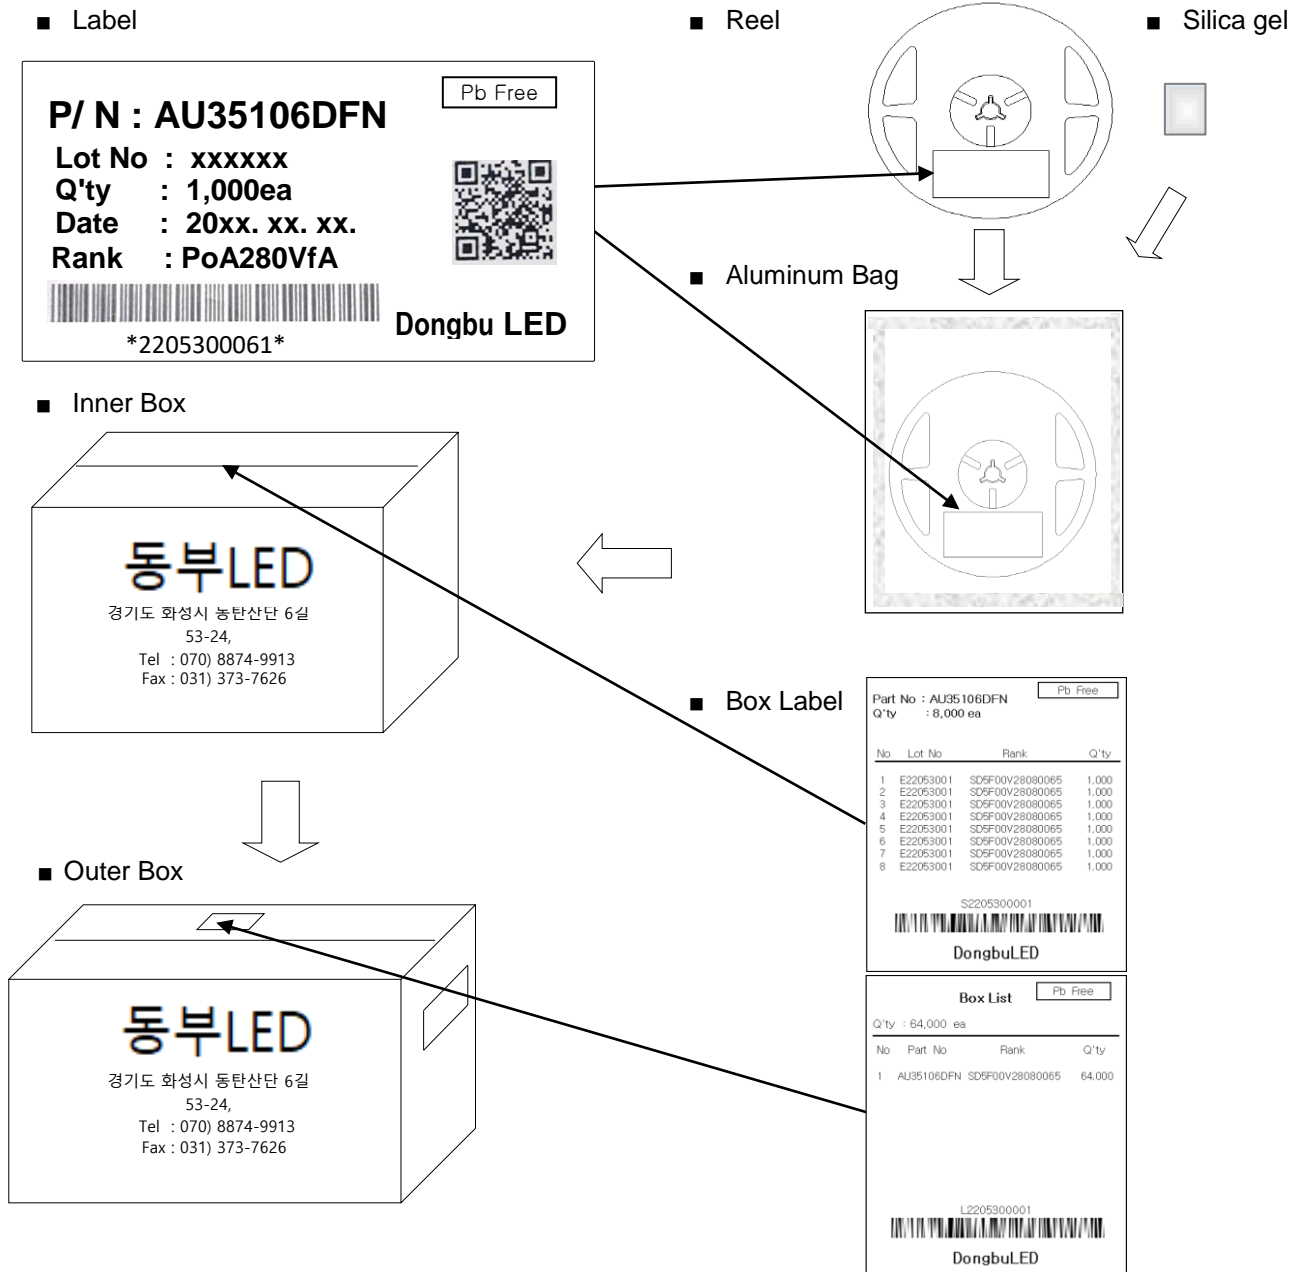 ■ Label
Pb Free
P/ N : AU35106DFN
Lot No : xxxxxx
Q'ty : 1,000ea
Date : 20xx. xx. xx.
Rank : PoA280VfA
*2205300061*
Dongbu LED
■ Reel
■ Silica gel
■ Aluminum Bag
■ Inner Box
동부LED
경기도 화성시 농탄산단 6길
53-24,
Tel : 070) 8874-9913
Fax : 031) 373-7626
■ Box Label
Pb Free
Part No : AU35106DFN
Q'ty : 8,000 ea
No Lot No Rank Q'ty
1 E22053001 SD5F00V28080065 1,000
2 E22053001 SD5F00V28080065 1,000
3 E22053001 SD5F00V28080065 1,000
4 E22053001 SD5F00V28080065 1,000
5 E22053001 SD5F00V28080065 1,000
6 E22053001 SD5F00V28080065 1,000
7 E22053001 SD5F00V28080065 1,000
8 E22053001 SD5F00V28080065 1,000
S2205300001
DongbuLED
■ Outer Box
동부LED
경기도 화성시 동탄산단 6길
53-24,
Tel : 070) 8874-9913
Fax : 031) 373-7626
Box List
Pb Free
Q'ty : 64,000 ea
No Part No Rank Q'ty
1 AU35106DFN SD5F00V28080065 64,000
L2205300001
DongbuLED